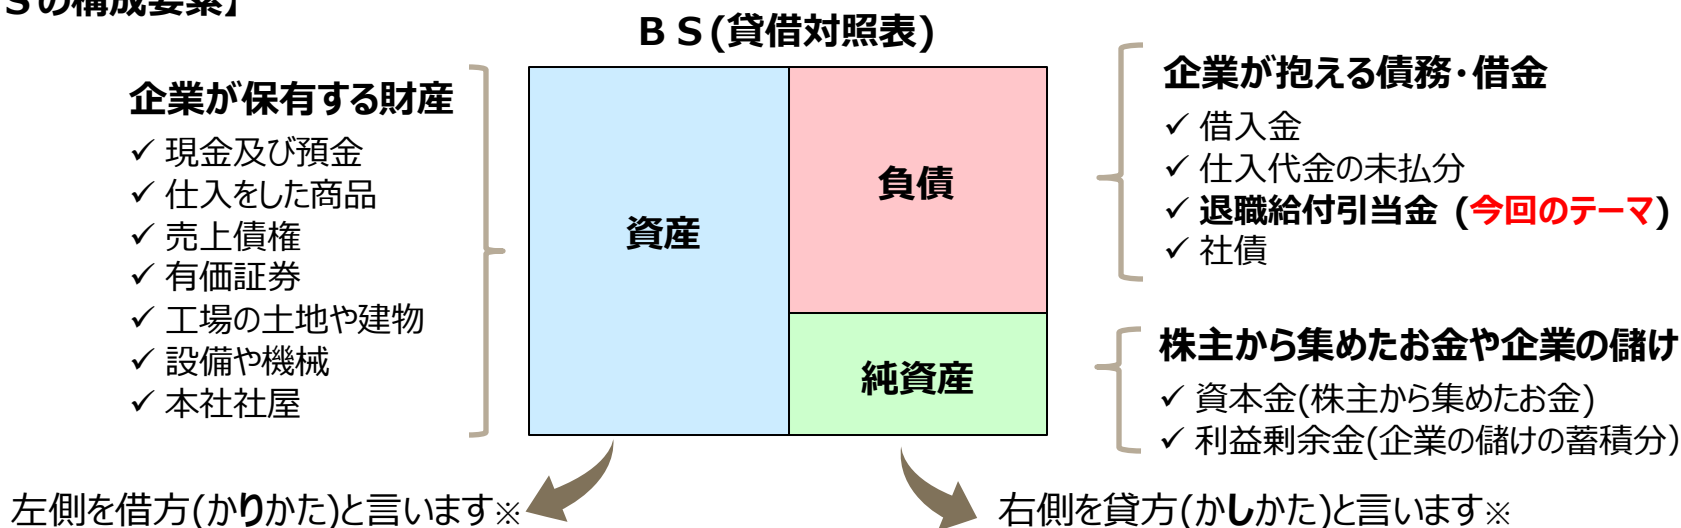 Ｓの構成要素】
ＢＳ(貸借対照表)
企業が保有する財産
✓ 現金及び預金
✓ 仕入をした商品
✓ 売上債権
✓ 有価証券
✓ 工場の土地や建物
✓ 設備や機械
✓ 本社社屋
資産
負債
純資産
企業が抱える債務・借金
✓ 借入金
✓ 仕入代金の未払分
✓ 退職給付引当金 (今回のテーマ)
✓ 社債
株主から集めたお金や企業の儲け
✓ 資本金(株主から集めたお金)
✓ 利益剰余金(企業の儲けの蓄積分）
左側を借方(かりかた)と言います※
右側を貸方(かしかた)と言います※